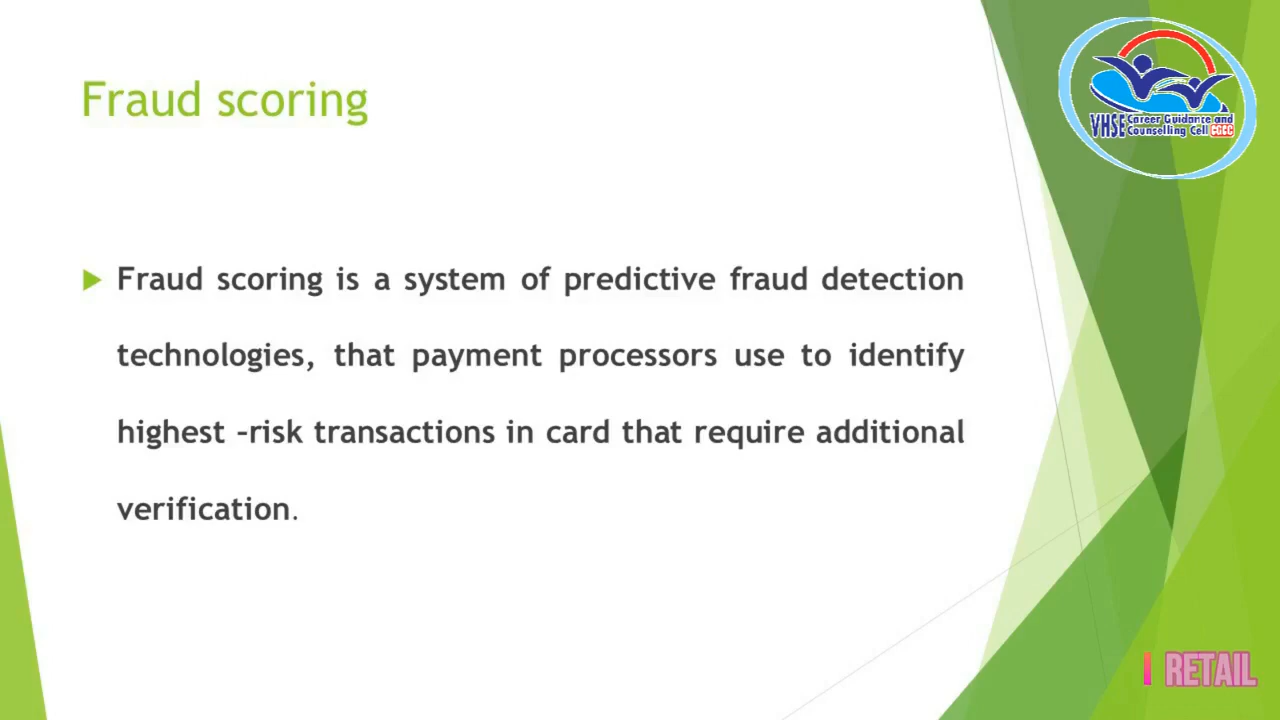 Fraud scoring
VHSE Career Guidance and
Counselling Cell CGCC
Fraud scoring is a system of predictive fraud detection
technologies, that payment processors use to identify
highest -risk transactions in card that require additional
verification.
I RETAIL